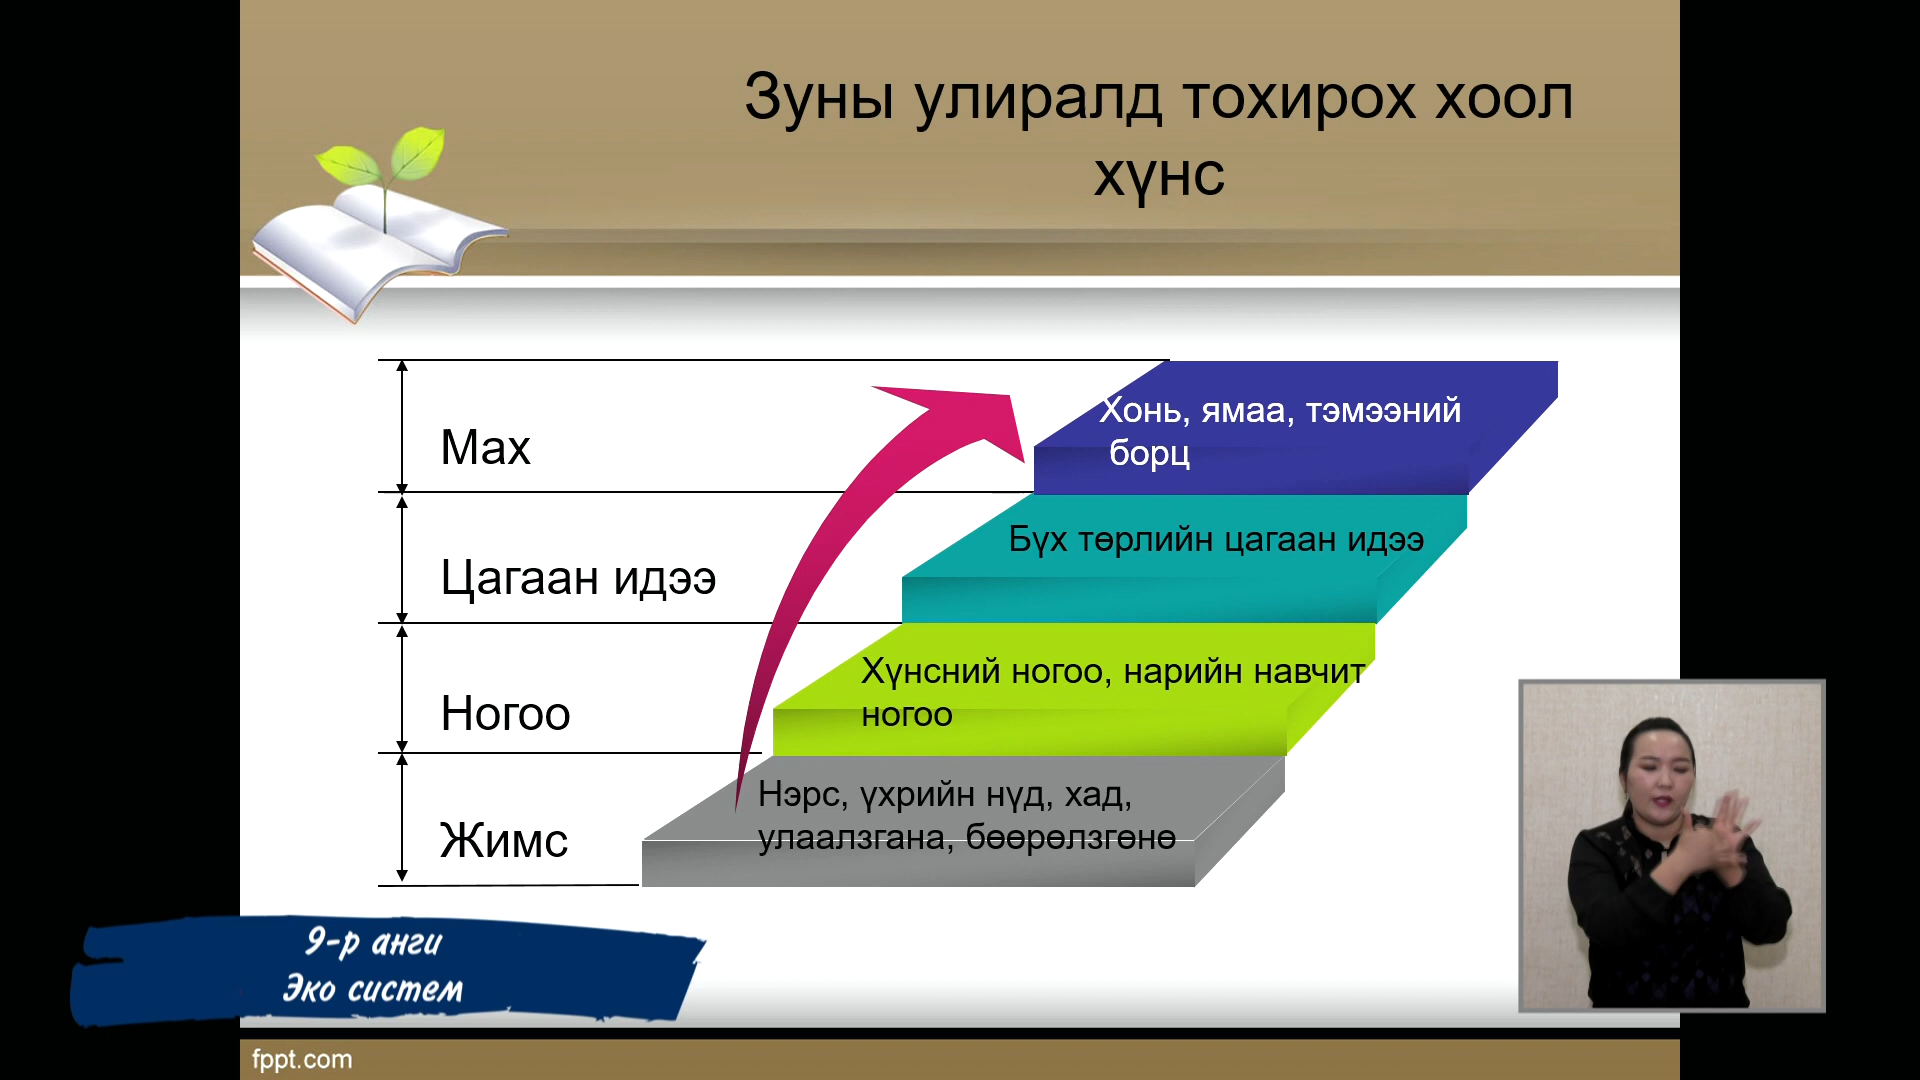 Зуны улиралд тохирох хоол
хүнс
Мах
Хонь, ямаа, тэмээний
борц
Цагаан идээ
Бүх төрлийн цагаан идээ
Ногоо
Хүнсний ногоо, нарийн навчит
ногоо
Жимс
Нэрс, үхрийн нүд, хад,
улаалзгана, бөөрөлзгөнө
9-р анги
Эко систем
fppt.com